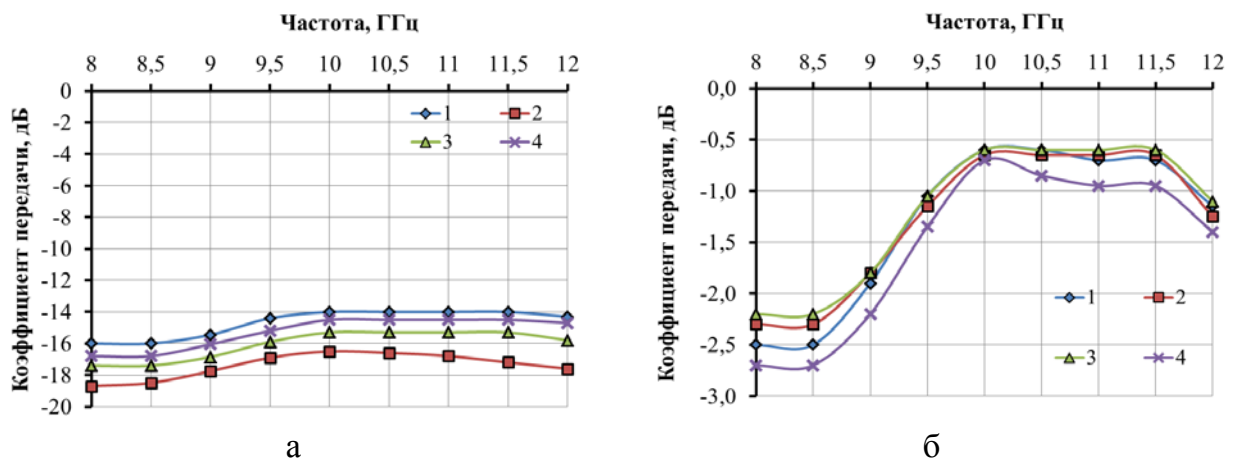 Частота, ГГц
8 8,5 9 9,5 10 10,5 11 11,5 12
Коэффициент передачи, дБ
0
-2
-4
-6
-8
-10
-12
-14
-16
-18
-20
1 2
3 4
а
Частота, ГГц
8 8,5 9 9,5 10 10,5 11 11,5 12
Коэффициент передачи, дБ
0,0
-0,5
-1,0
-1,5
-2,0
-2,5
-3,0
1 2
3 4
б